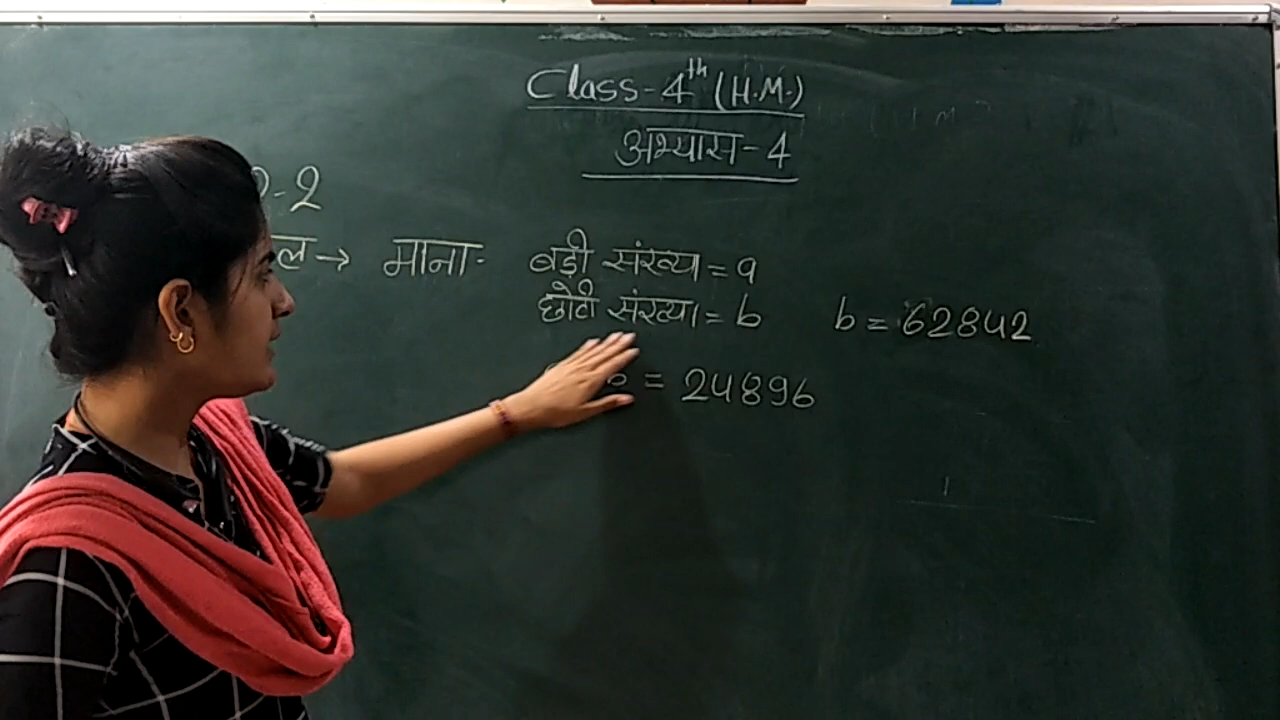 Class-4th (H.M.)
अभ्यास-4
-2
माना- बड़ी संख्या = a
छोटी संख्या = b b = 62842
= 24896